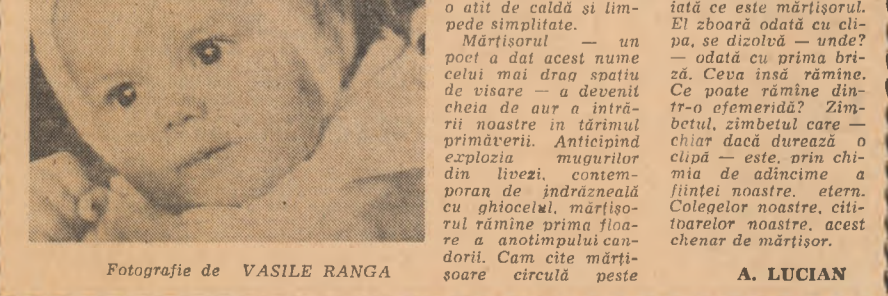 o atît de caldă și lim-
pede simplitate.
Mărțișorul — un
poet a dat acest nume
celui mai drag spațiu
de visare — a devenit
cheia de aur a intră-
rii noastre în tărîmul
primăverii. Anticipînd
explozia mugurilor
din livezi, contem-
poran de îndrăzneală
cu ghiocelul, mărțișo-
rul rămîne prima floa-
re a anotimpului can-
dorii. Cam cîte mărți-
șoare circulă peste
iată ce este mărțișorul.
El zboară odată cu cli-
pa, se dizolvă — unde?
— odată cu prima bri-
ză. Ceva însă rămîne.
Ce poate rămîne din-
tr-o efemeridă? Zîm-
betul, zîmbetul care —
chiar dacă durează o
clipă — este, prin chi-
mia de adîncime a
ființei noastre, etern.
Colegelor noastre, citi-
toarelor noastre, acest
chenar de mărțișor.
A. LUCIAN
Fotografie de VASILE RANGA